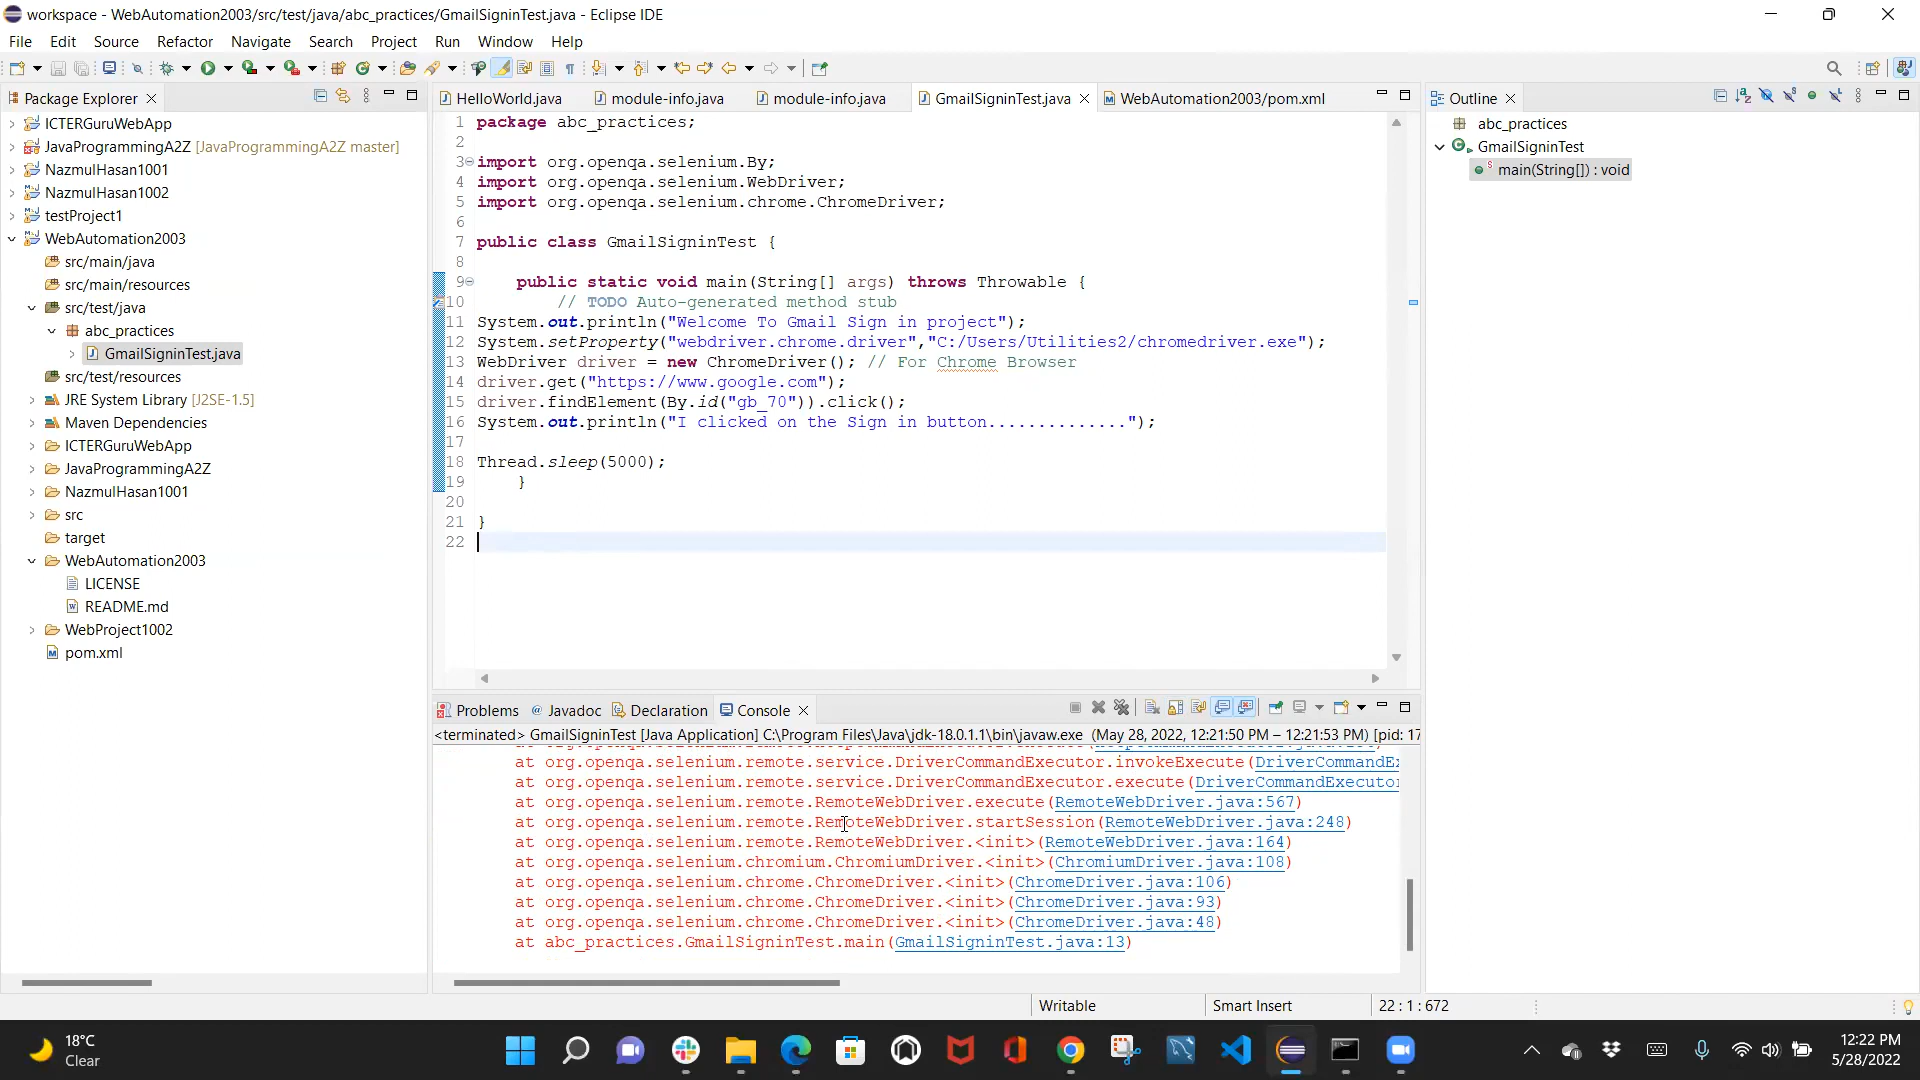 workspace - WebAutomation2003/src/test/java/abc_practices/GmailSigninTest.java - Eclipse IDE
File Edit Source Refactor Navigate Search Project Run Window Help
Package Explorer
ICTERGuruWebApp
JavaProgrammingA2Z [JavaProgrammingA2Z master]
NazmulHasan1001
NazmulHasan1002
testProject1
WebAutomation2003
src/main/java
src/main/resources
src/test/java
abc_practices
GmailSigninTest.java
src/test/resources
JRE System Library [J2SE-1.5]
Maven Dependencies
ICTERGuruWebApp
JavaProgrammingA2Z
NazmulHasan1001
src
target
WebAutomation2003
LICENSE
README.md
WebProject1002
pom.xml
HelloWorld.java module-info.java module-info.java GmailSigninTest.java WebAutomation2003/pom.xml
1 package abc_practices;
2
3 import org.openqa.selenium.By;
4 import org.openqa.selenium.WebDriver;
5 import org.openqa.selenium.chrome.ChromeDriver;
6
7 public class GmailSigninTest {
8
9 public static void main(String[] args) throws Throwable {
10 // TODO Auto-generated method stub
11 System.out.println("Welcome To Gmail Sign in project");
12 System.setProperty("webdriver.chrome.driver","C:/Users/Utilities2/chromedriver.exe");
13 WebDriver driver = new ChromeDriver(); // For Chrome Browser
14 driver.get("https://www.google.com");
15 driver.findElement(By.id("gb_70")).click();
16 System.out.println("I clicked on the Sign in button..............");
17
18 Thread.sleep(5000);
19 }
20
21 }
22
Outline
abc_practices
GmailSigninTest
main(String[]) : void
Problems Javadoc Declaration Console
<terminated> GmailSigninTest [Java Application] C:\Program Files\Java\jdk-18.0.1.1\bin\javaw.exe (May 28, 2022, 12:21:50 PM – 12:21:53 PM) [pid: 17
at org.openqa.selenium.remote.service.DriverCommandExecutor.invokeExecute(DriverCommandEx
at org.openqa.selenium.remote.service.DriverCommandExecutor.execute(DriverCommandExecutor
at org.openqa.selenium.remote.RemoteWebDriver.execute(RemoteWebDriver.java:567)
at org.openqa.selenium.remote.RemoteWebDriver.startSession(RemoteWebDriver.java:248)
at org.openqa.selenium.remote.RemoteWebDriver.<init>(RemoteWebDriver.java:164)
at org.openqa.selenium.chromium.ChromiumDriver.<init>(ChromiumDriver.java:108)
at org.openqa.selenium.chrome.ChromeDriver.<init>(ChromeDriver.java:106)
at org.openqa.selenium.chrome.ChromeDriver.<init>(ChromeDriver.java:93)
at org.openqa.selenium.chrome.ChromeDriver.<init>(ChromeDriver.java:48)
at abc_practices.GmailSigninTest.main(GmailSigninTest.java:13)
Writable Smart Insert 22 : 1 : 672
18°C
Clear
12:22 PM
5/28/2022